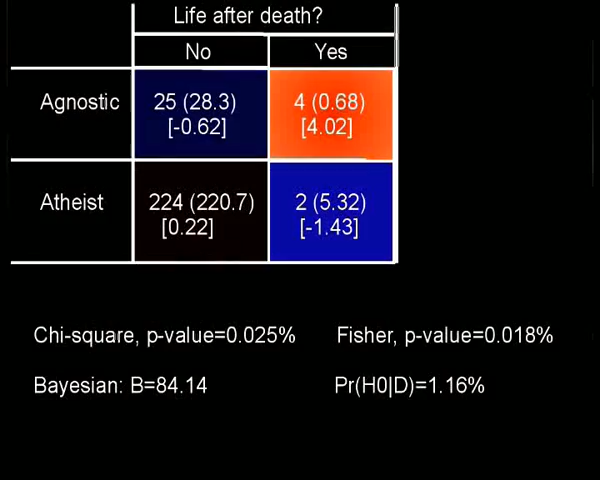 Life after death?
No Yes
Agnostic 25 (28.3) 4 (0.68)
[-0.62] [4.02]
Atheist 224 (220.7) 2 (5.32)
[0.22] [-1.43]
Chi-square, p-value=0.025% Fisher, p-value=0.018%
Bayesian: B=84.14 Pr(H0|D)=1.16%